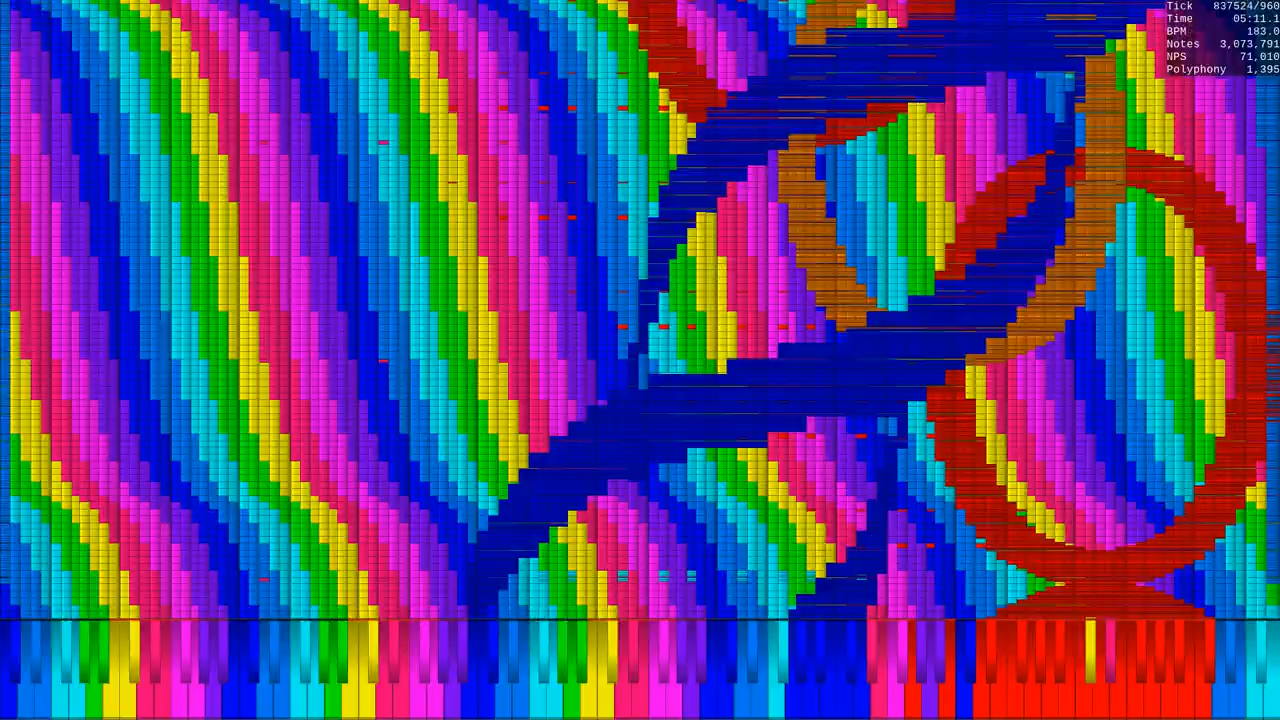 Tick 837524/960
Time 05:11.1
BPM 183.0
Notes 3,073,791
NPS 71,010
Polyphony 1,395